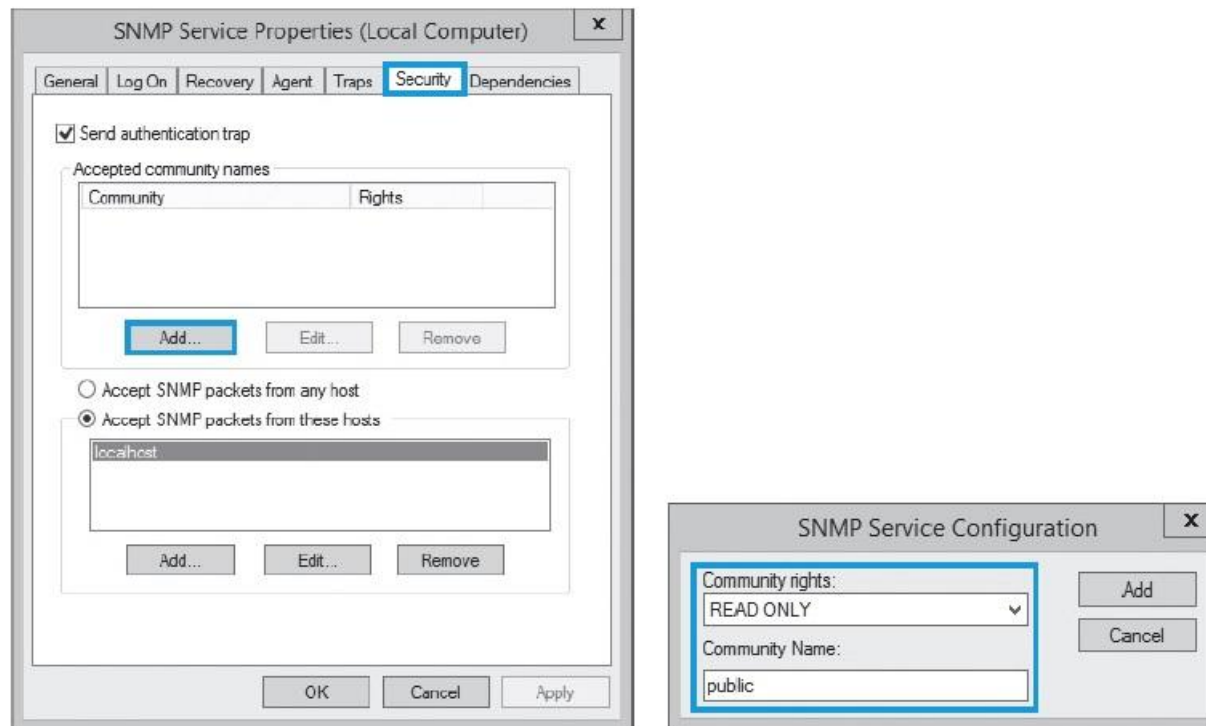 SNMP Service Properties (Local Computer)
x
General Log On Recovery Agent Traps Security Dependencies
Send authentication trap
Accepted community names
Community Rights
Add... Edit... Remove
Accept SNMP packets from any host
Accept SNMP packets from these hosts
localhost
Add... Edit... Remove
OK Cancel Apply
SNMP Service Configuration
x
Community rights:
READ ONLY
Add
Community Name:
Cancel
public